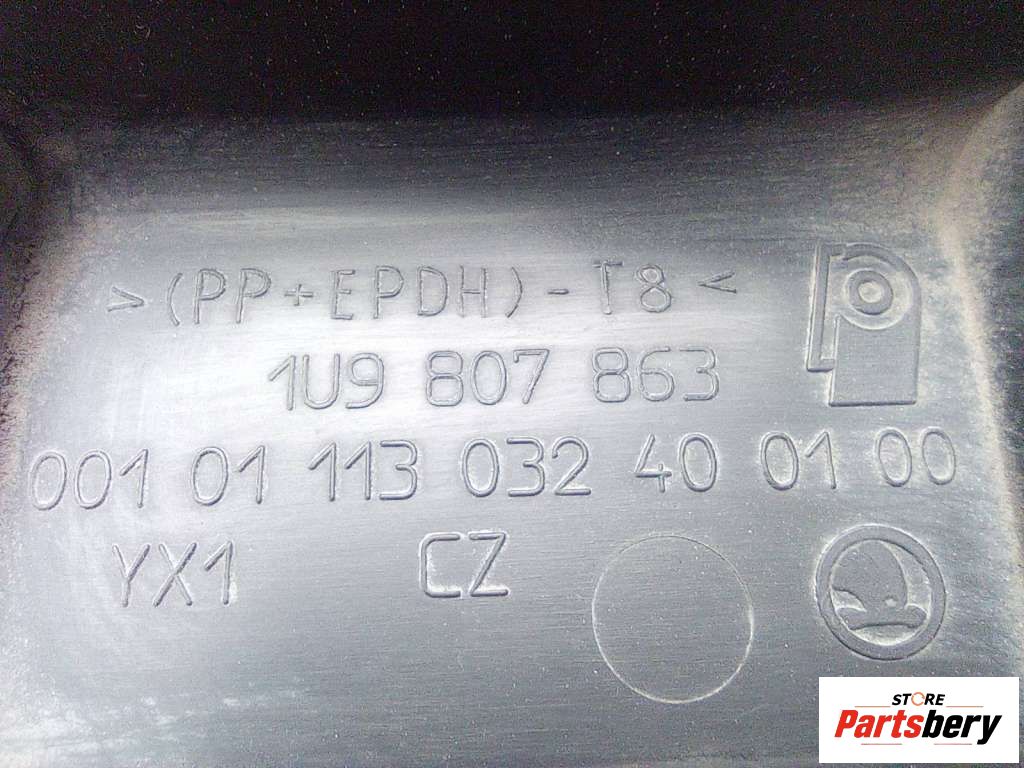 >(PP+EPDH)-T8<
1U9 807 863
001 01 113 032 40 01 00
YX1 CZ
STORE
Partsbery